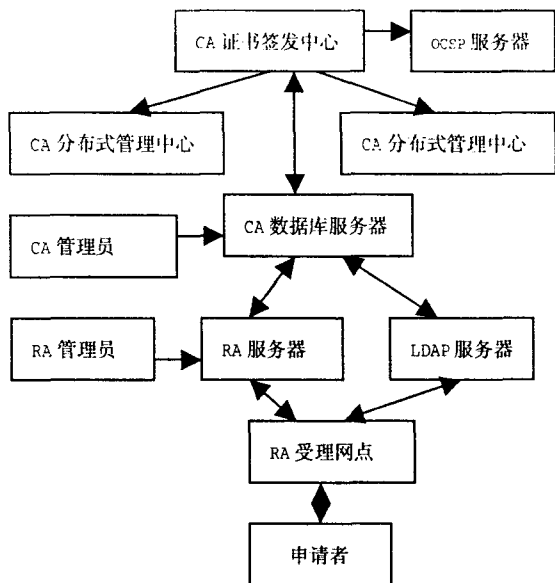 CA 证书签发中心
OCSP 服务器
CA 分布式管理中心
CA 分布式管理中心
CA 数据库服务器
CA 管理员
RA 管理员
RA 服务器
LDAP 服务器
RA 受理网点
申请者